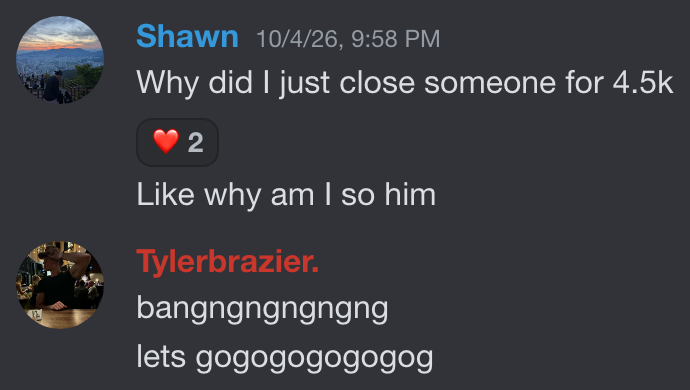 Shawn 10/4/26, 9:58 PM
Why did I just close someone for 4.5k
❤️ 2
Like why am I so him
Tylerbrazier.
bangngngngngng
lets gogogogogogog